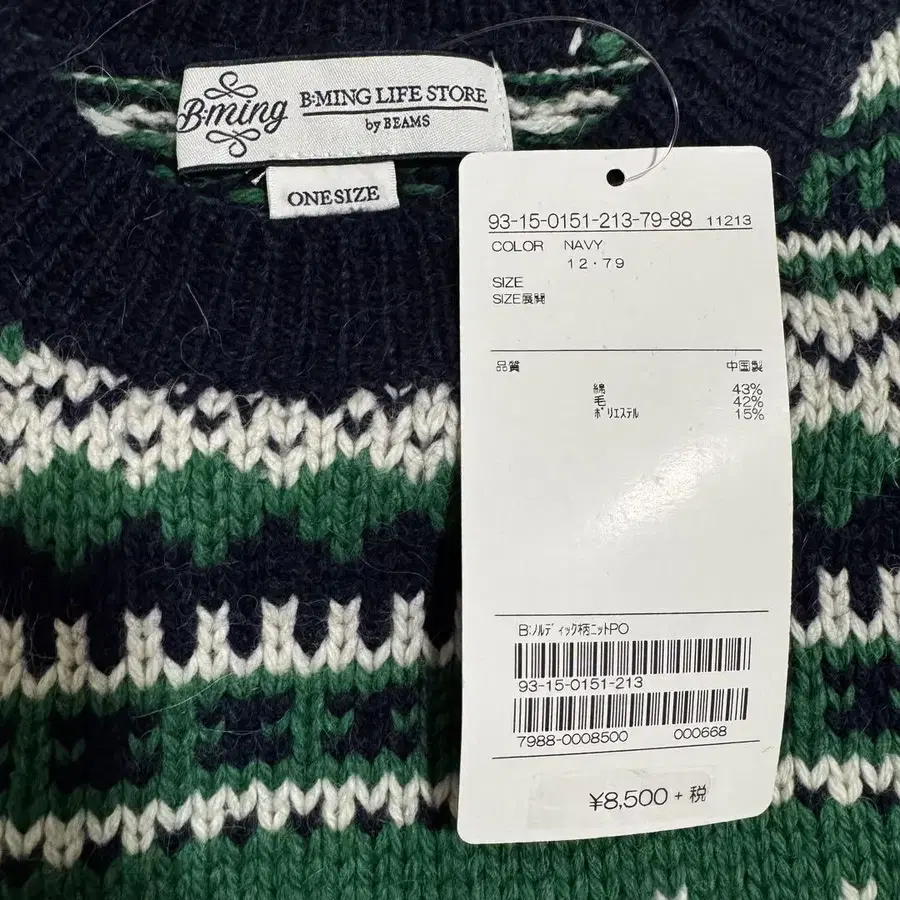 B:ming
B:MING LIFE STORE
by BEAMS
ONE SIZE
93-15-0151-213-79-88 11213
COLOR NAVY
12・79
SIZE
SIZE展開
品質 中国製
綿 43%
毛 42%
ポリエステル 15%
B:ノルディック柄ニットPO
93-15-0151-213
7988-0008500 000668
¥8,500 + 税